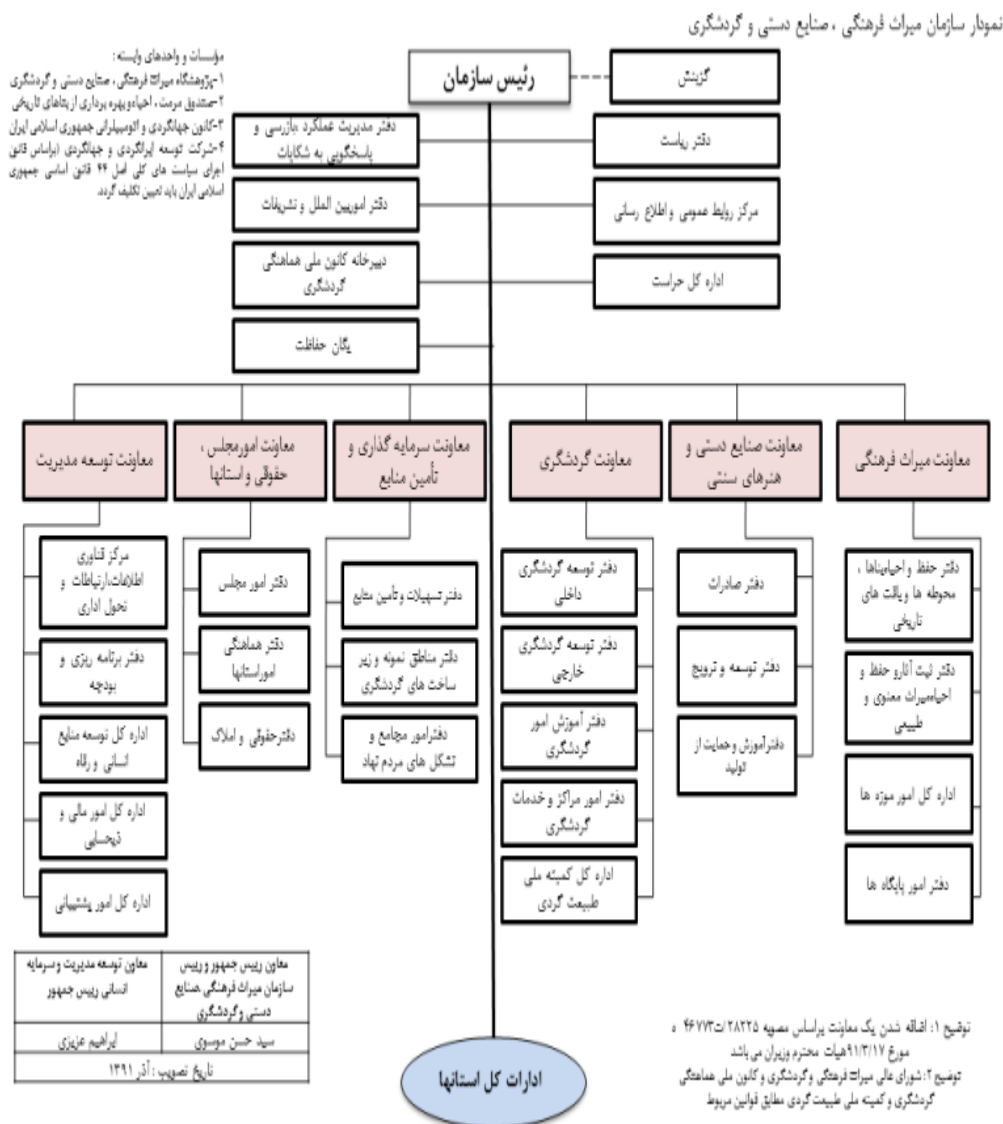 نمودار سازمان میراث فرهنگی ، صنایع دستی و گردشگری
مؤسسات و واحدهای وابسته :
۱-پژوهشگاه میراث فرهنگی ، صنایع دستی و گردشگری
۲-صندوق مرمت ، احیاء و بهره برداری از بناهای تاریخی
۳-کانون جهانگردی و اتومبیلرانی جمهوری اسلامی ایران
۴-شرکت توسعه ایرانگردی و جهانگردی (براساس قانون
اجرای سیاست های کلی اصل ۴۴ قانون اساسی جمهوری
اسلامی ایران باید تعیین تکلیف گردد.
رئیس سازمان
گزینش
دفتر ریاست
دفتر مدیریت عملکرد ،بازرسی و
پاسخگویی به شکایات
مرکز روابط عمومی و اطلاع رسانی
دفتر اموربین الملل و تشریفات
اداره کل حراست
دبیرخانه کانون ملی هماهنگی
گردشگری
یگان حفاظت
معاونت میراث فرهنگی
دفتر حفظ و احیاءبناها ،
محوطه ها وبافت های
تاریخی
دفتر ثبت آثارو حفظ و
احیاءمیراث معنوی و
طبیعی
اداره کل امور موزه ها
دفتر امور پایگاه ها
معاونت صنایع دستی و
هنرهای سنتی
دفتر صادرات
دفتر توسعه و ترویج
دفترآموزش و حمایت از
تولید
معاونت گردشگری
دفتر توسعه گردشگری
داخلی
دفتر توسعه گردشگری
خارجی
دفتر آموزش امور
گردشگری
دفتر امور مراکز و خدمات
گردشگری
اداره کل کمیته ملی
طبیعت گردی
معاونت سرمایه گذاری و
تأمین منابع
دفتر تسهیلات و تأمین منابع
دفتر مناطق نمونه و زیر
ساخت های گردشگری
دفترامور مجامع و
تشکل های مردم نهاد
معاونت امورمجلس ،
حقوقی و استانها
دفتر امور مجلس
دفتر هماهنگی
اموراستانها
دفترحقوقی و املاک
معاونت توسعه مدیریت
مرکز فناوری
اطلاعات،ارتباطات و
تحول اداری
دفتر برنامه ریزی و
بودجه
اداره کل توسعه منابع
انسانی و رفاه
اداره کل امور مالی و
ذیحسابی
اداره کل امور پشتیبانی
معاون رییس جمهور و رییس
سازمان میراث فرهنگی ،صنایع
دستی و گردشگری
معاون توسعه مدیریت و سرمایه
انسانی رییس جمهور
سید حسن موسوی
ابراهیم عزیزی
تاریخ تصویب : آذر ۱۳۹۱
ادارات کل استانها
توضیح ۱: اضافه شدن یک معاونت براساس مصوبه ۲۸۲۲۵/ت۴۶۷۷۳ ه
مورخ ۹۱/۳/۱۷هیات محترم وزیران می باشد
توضیح ۲:شورای عالی میراث فرهنگی و گردشگری و کانون ملی هماهنگی
گردشگری و کمیته ملی طبیعت گردی مطابق قوانین مربوط